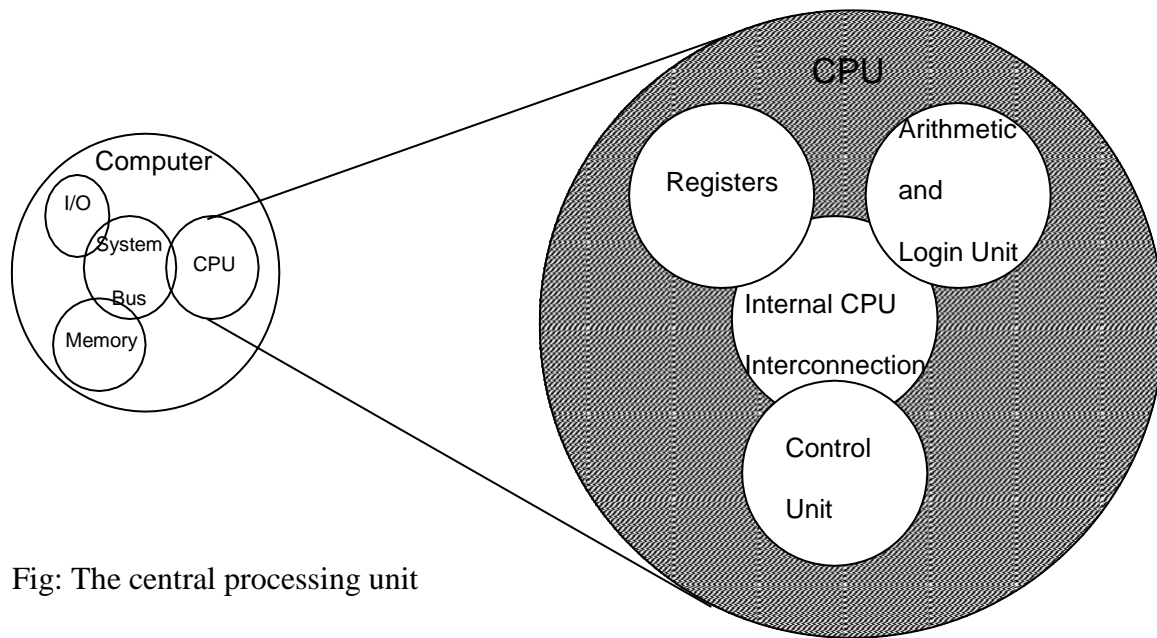 Computer
I/O
System
Bus
CPU
Memory
CPU
Registers
Arithmetic
and
Login Unit
Internal CPU
Interconnection
Control
Unit
Fig: The central processing unit